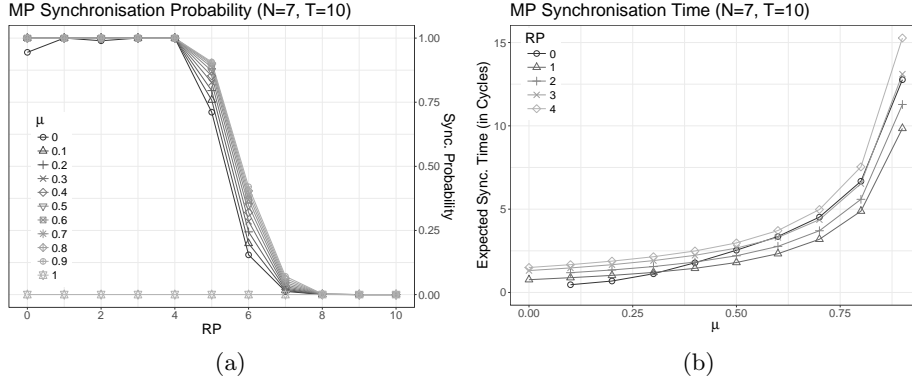 MP Synchronisation Probability (N=7, T=10)
1.00
0.75
0.50
0.25
0.00
Sync. Probability
μ
0
0.1
0.2
0.3
0.4
0.5
0.6
0.7
0.8
0.9
1
0 2 4 6 8 10
RP
(a)
MP Synchronisation Time (N=7, T=10)
Expected Sync. Time (in Cycles)
15
10
5
0
RP
0
1
2
3
4
0.00 0.25 0.50 0.75
μ
(b)